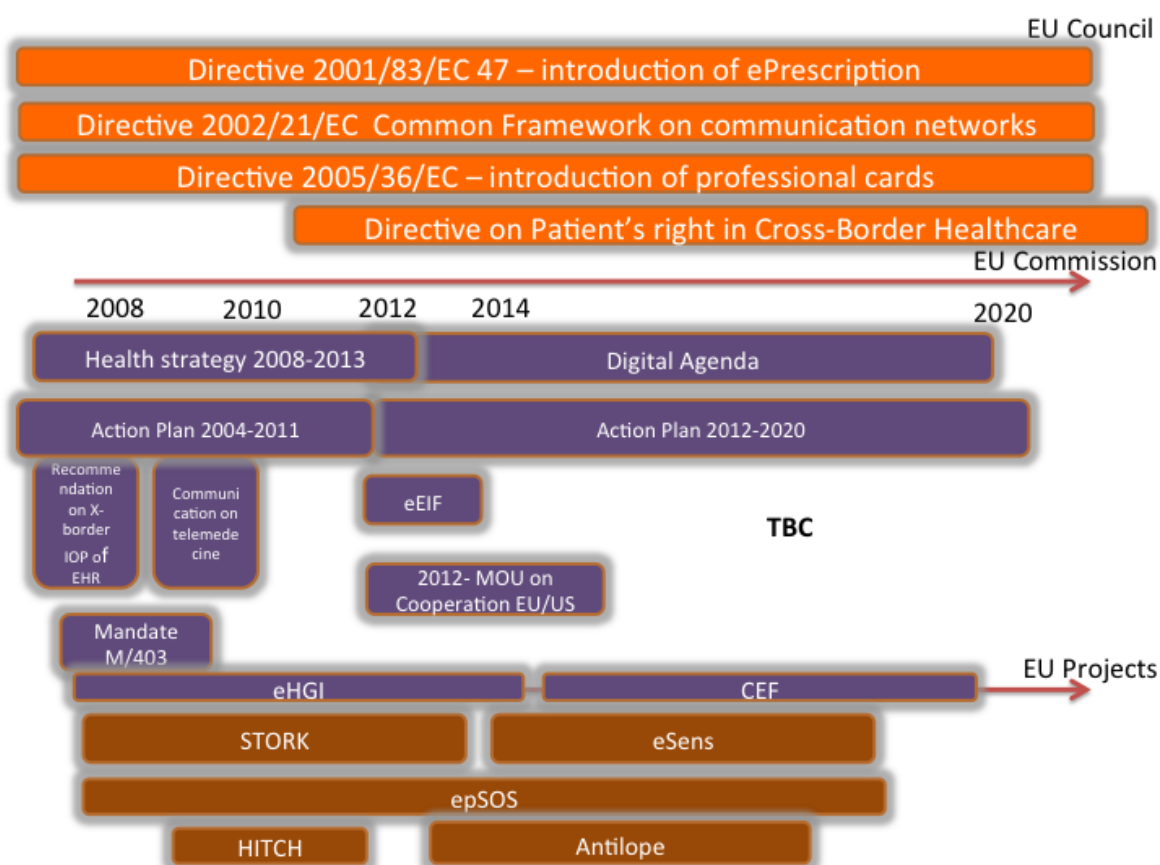 EU Council
Directive 2001/83/EC 47 – introduction of ePrescription
Directive 2002/21/EC Common Framework on communication networks
Directive 2005/36/EC – introduction of professional cards
Directive on Patient's right in Cross-Border Healthcare
EU Commission
2008 2010 2012 2014 2020
Health strategy 2008-2013
Digital Agenda
Action Plan 2004-2011
Action Plan 2012-2020
Recomme
ndation
on X-
border
IOP of
EHR
Communi
cation on
telemede
cine
eEIF
TBC
2012- MOU on
Cooperation EU/US
Mandate
M/403
EU Projects
eHGI
CEF
STORK
eSens
epSOS
HITCH
Antilope